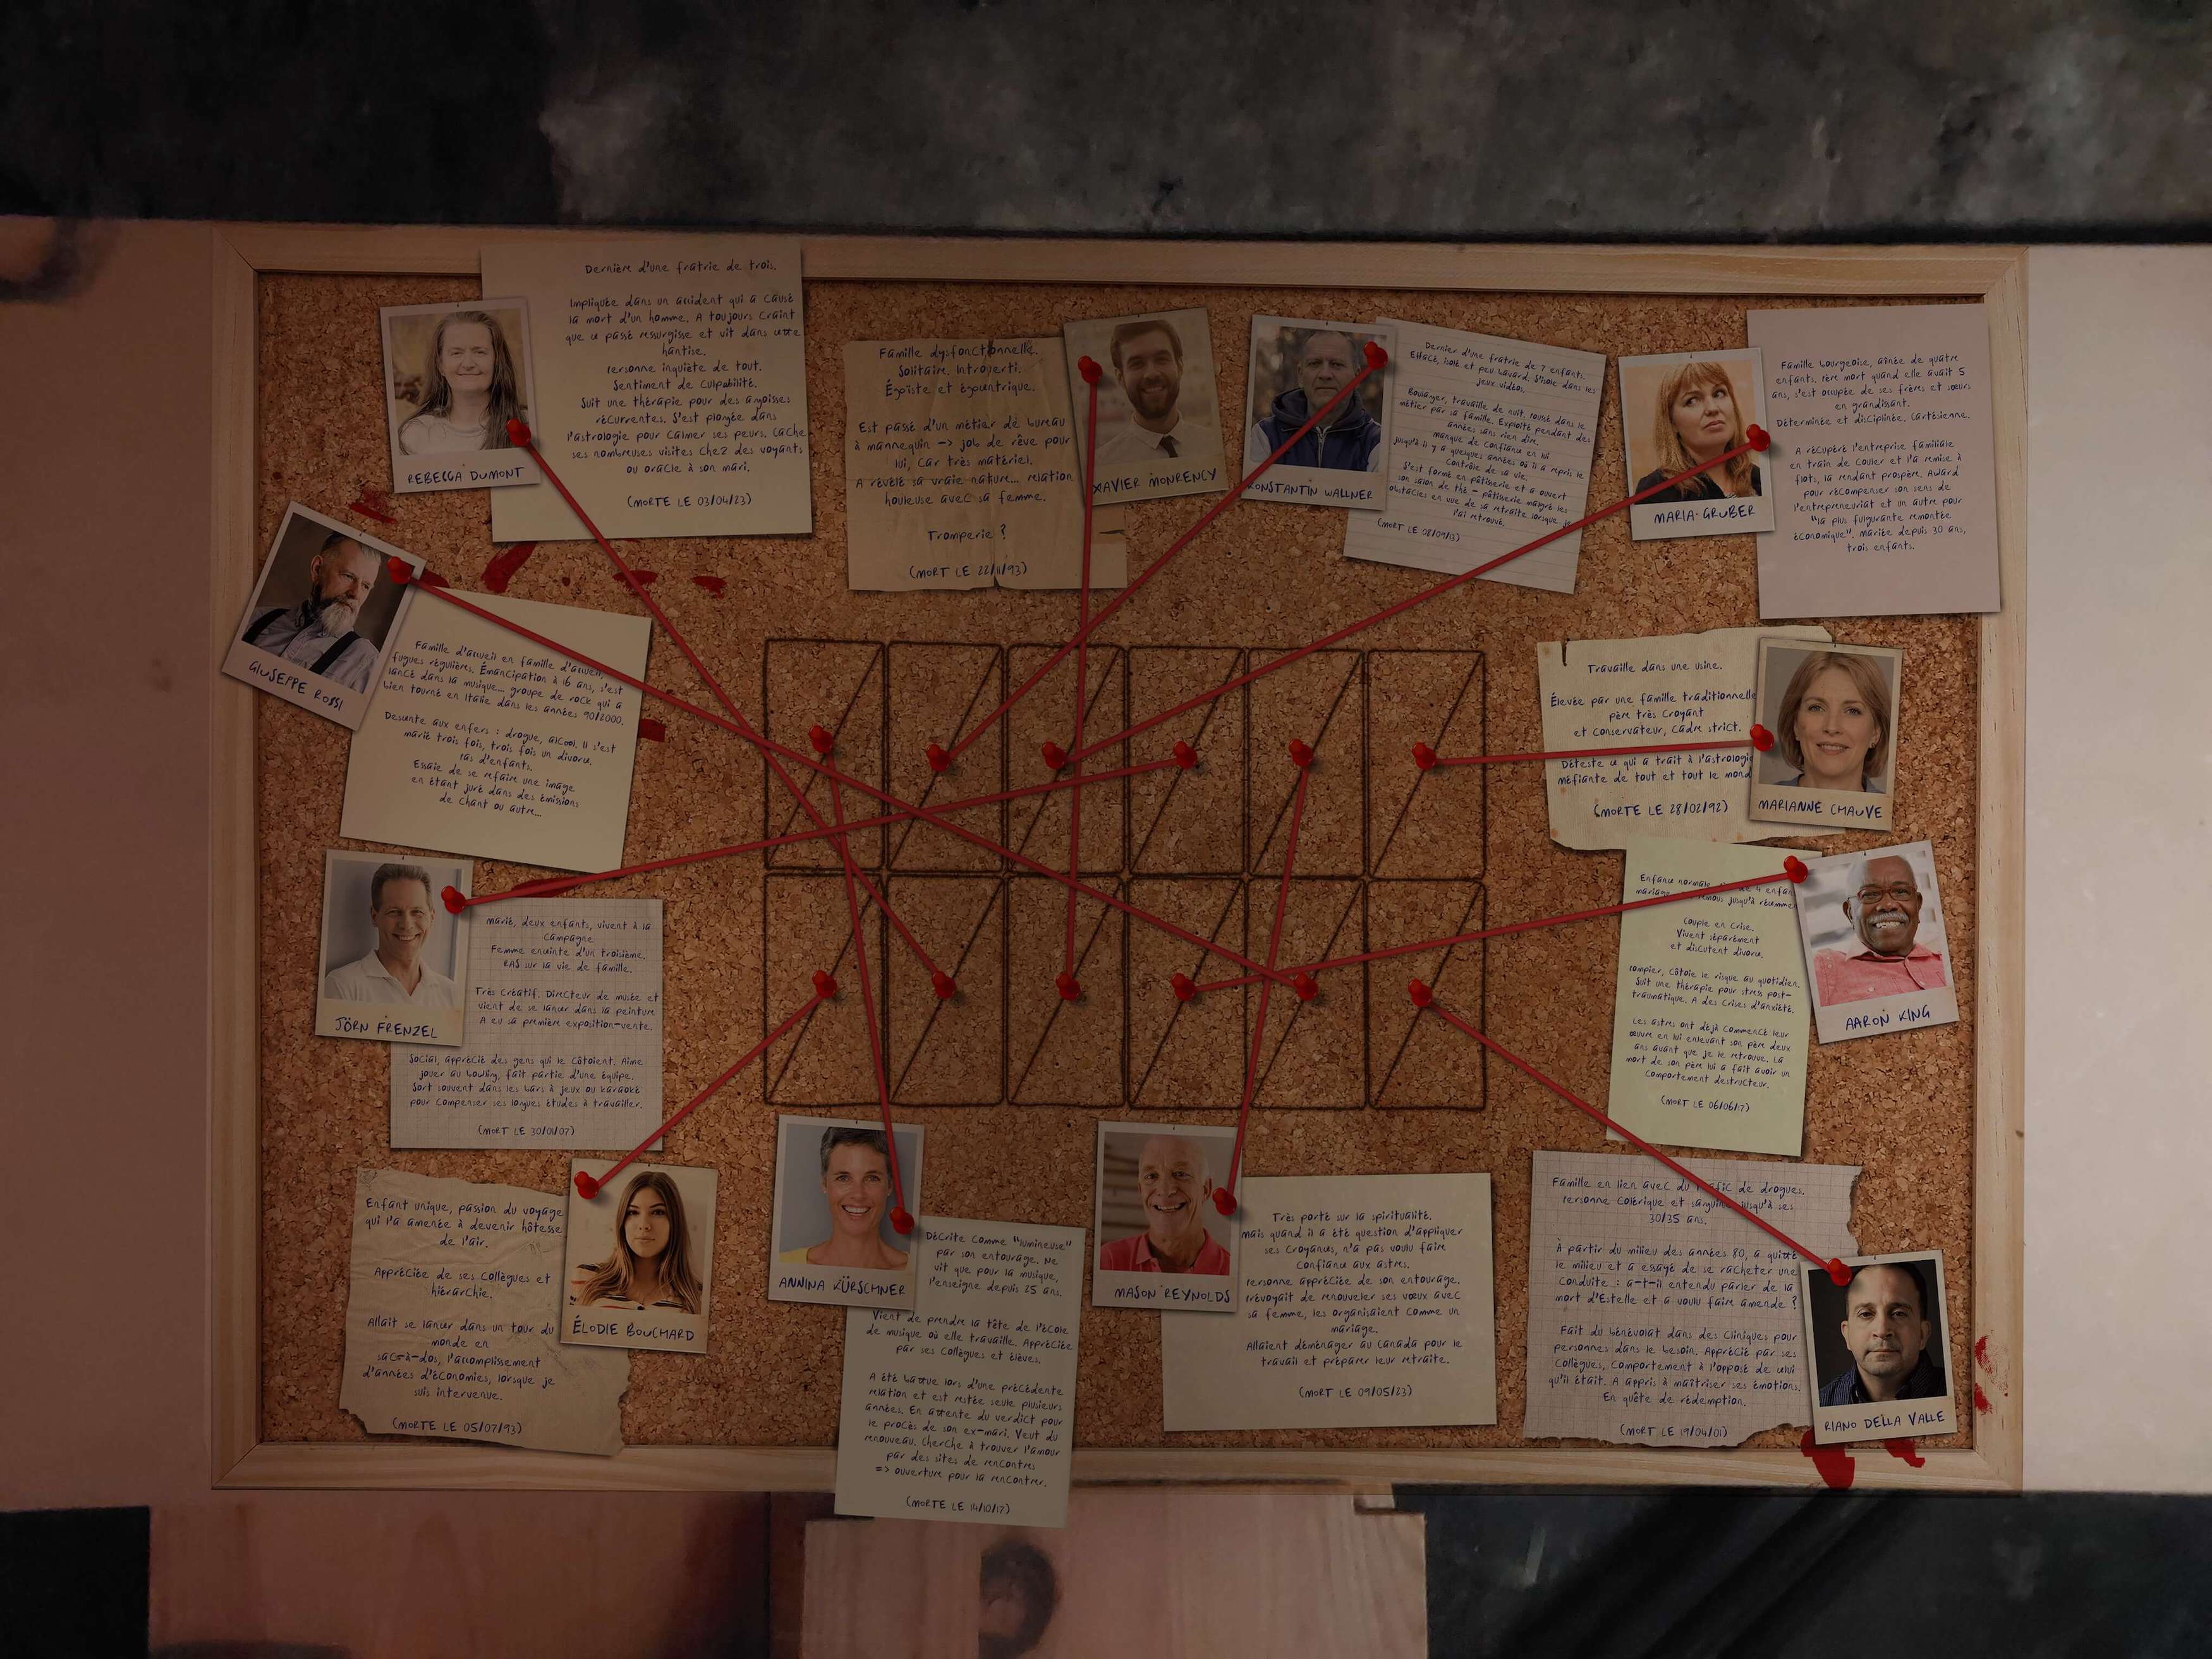 Dernière d'une fratrie de trois.
Impliquée dans un accident qui a causé
la mort d'un homme. A toujours craint
que ce passé ressurgisse et vit dans cette
hantise.
Personne inquiète de tout.
Sentiment de culpabilité.
Suit une thérapie pour des angoisses
récurrentes. S'est plongée dans
l'astrologie pour calmer ses peurs. Cache
ses nombreuses visites chez des voyants
ou oracle à son mari.
(MORTE LE 03/04/23)
REBECCA DUMONT
Famille dysfonctionnelle.
Solitaire. Introverti.
Égoïste et égocentrique.
Est passé d'un métier de bureau
à mannequin -> job de rêve pour
lui, car très matériel.
A révélé sa vraie nature... relation
houleuse avec sa femme.
Tromperie ?
(MORT LE 22/11/93)
XAVIER MONRENCY
KONSTANTIN WALLNER
Dernier d'une fratrie de 7 enfants.
Effacé, isolé et peu bavard. S'isole dans les
jeux vidéos.
Boulanger, travaille de nuit. Poussé dans le
métier par sa famille. Exploité pendant des
années sans rien dire.
Manque de confiance en lui
jusqu'à il y a quelques années où il a repris le
contrôle de sa vie.
S'est formé en pâtisserie et a ouvert
son salon de thé - pâtisserie malgré les
obstacles en vue de sa retraite lorsque je
l'ai retrouvé.
(MORT LE 08/09/13)
MARIA GRUBER
Famille bourgeoise, aînée de quatre
enfants. Père mort quand elle avait 5
ans, s'est occupée de ses frères et sœurs
en grandissant.
Déterminée et disciplinée. Cartésienne.
A récupéré l'entreprise familiale
en train de couler et l'a remise à
flots, la rendant prospère. Award
pour récompenser son sens de
l'entrepreneuriat et un autre pour
"la plus fulgurante remontée
économique". Mariée depuis 30 ans,
trois enfants.
GIUSEPPE ROSSI
Famille d'accueil en famille d'accueil,
fugues régulières. Émancipation à 16 ans, s'est
lancé dans la musique... groupe de rock qui a
bien tourné en Italie dans les années 90/2000.
Descente aux enfers : drogue, alcool. Il s'est
marié trois fois, trois fois un divorce.
Pas d'enfants.
Essaie de se refaire une image
en étant juré dans des émissions
de chant ou autre...
Travaille dans une usine.
Élevée par une famille traditionnelle
père très croyant
et conservateur, cadre strict.
Déteste ce qui a trait à l'astrologie
méfiante de tout et tout le mond
(MORTE LE 28/02/92)
MARIANNE CHAUVE
JÖRN FRENZEL
Marié, deux enfants, vivent à la
campagne
Femme enceinte d'un troisième.
RAS sur la vie de famille.
Très créatif. Directeur de musée et
vient de se lancer dans la peinture
A eu sa première exposition-vente.
Social, apprécié des gens qui le côtoient. Aime
jouer au bowling, fait partie d'une équipe.
Sort souvent dans les bars à jeux ou karaoké
pour compenser ses longues études à travailler.
(MORT LE 30/01/07)
Enfance normale, de 4 enfan
mariage jusqu'à récemme
Couple en crise.
Vivent séparément
et discutent divorce.
Pompier, côtoie le risque au quotidien.
Suit une thérapie pour stress post-
traumatique. A des crises d'anxiété.
Les astres ont déjà commencé leur
œuvre en lui enlevant son père deux
ans avant que je le retrouve. La
mort de son père lui a fait avoir un
comportement destructeur.
(MORT LE 06/06/17)
AARON KING
Enfant unique, passion du voyage
qui l'a amenée à devenir hôtesse
de l'air.
Appréciée de ses collègues et
hiérarchie.
Allait se lancer dans un tour du
monde en
sac-à-dos, l'accomplissement
d'années d'économies, lorsque je
suis intervenue.
(MORTE LE 05/07/93)
ÉLODIE BOUCHARD
ANNINA KÜRSCHNER
Décrite comme "lumineuse"
par son entourage. Ne
vit que pour la musique,
l'enseigne depuis 25 ans.
Vient de prendre la tête de l'école
de musique où elle travaille. Appréciée
par ses collègues et élèves.
A été battue lors d'une précédente
relation et est restée seule plusieurs
années. En attente du verdict pour
le procès de son ex-mari. Veut du
renouveau. Cherche à trouver l'amour
par des sites de rencontres
=> ouverture pour la rencontrer.
(MORTE LE 14/10/17)
MASON REYNOLDS
Très porté sur la spiritualité.
mais quand il a été question d'appliquer
ses croyances, n'a pas voulu faire
confiance aux astres.
Personne appréciée de son entourage.
Prévoyait de renouveler ses vœux avec
sa femme, les organisaient comme un
mariage.
Allaient déménager au Canada pour le
travail et préparer leur retraite.
(MORT LE 09/05/23)
Famille en lien avec du trafic de drogues.
Personne colérique et sanguine jusqu'à ses
30/35 ans.
À partir du milieu des années 80, a quitté
le milieu et a essayé de se racheter une
conduite : a-t-il entendu parler de la
mort d'Estelle et a voulu faire amende ?
Fait du bénévolat dans des cliniques pour
personnes dans le besoin. Apprécié par ses
collègues, comportement à l'opposé de celui
qu'il était. A appris à maîtriser ses émotions.
En quête de rédemption.
(MORT LE 19/04/01)
RIANO DELLA VALLE